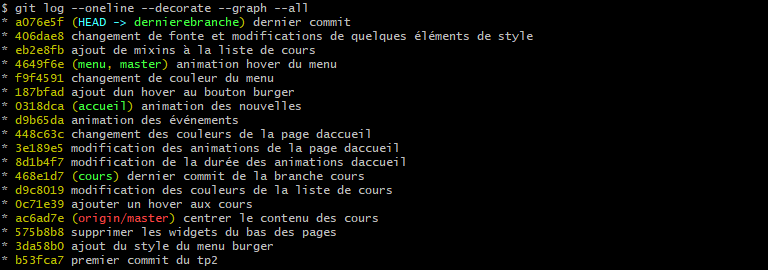 $ git log --oneline --decorate --graph --all
* a076e5f (HEAD -> dernierebranche) dernier commit
* 406dae8 changement de fonte et modifications de quelques éléments de style
* eb2e8fb ajout de mixins à la liste de cours
* 4649f6e (menu, master) animation hover du menu
* f9f4591 changement de couleur du menu
* 187bfad ajout dun hover au bouton burger
* 0318dca (accueil) animation des nouvelles
* d9b65da animation des événements
* 448c63c changement des couleurs de la page daccueil
* 3e189e5 modification des animations de la page daccueil
* 8d1b4f7 modification de la durée des animations daccueil
* 468e1d7 (cours) dernier commit de la branche cours
* d9c8019 modification des couleurs de la liste de cours
* 0c71e39 ajouter un hover aux cours
* ac6ad7e (origin/master) centrer le contenu des cours
* 575b8b8 supprimer les widgets du bas des pages
* 3da58b0 ajout du style du menu burger
* b53fca7 premier commit du tp2